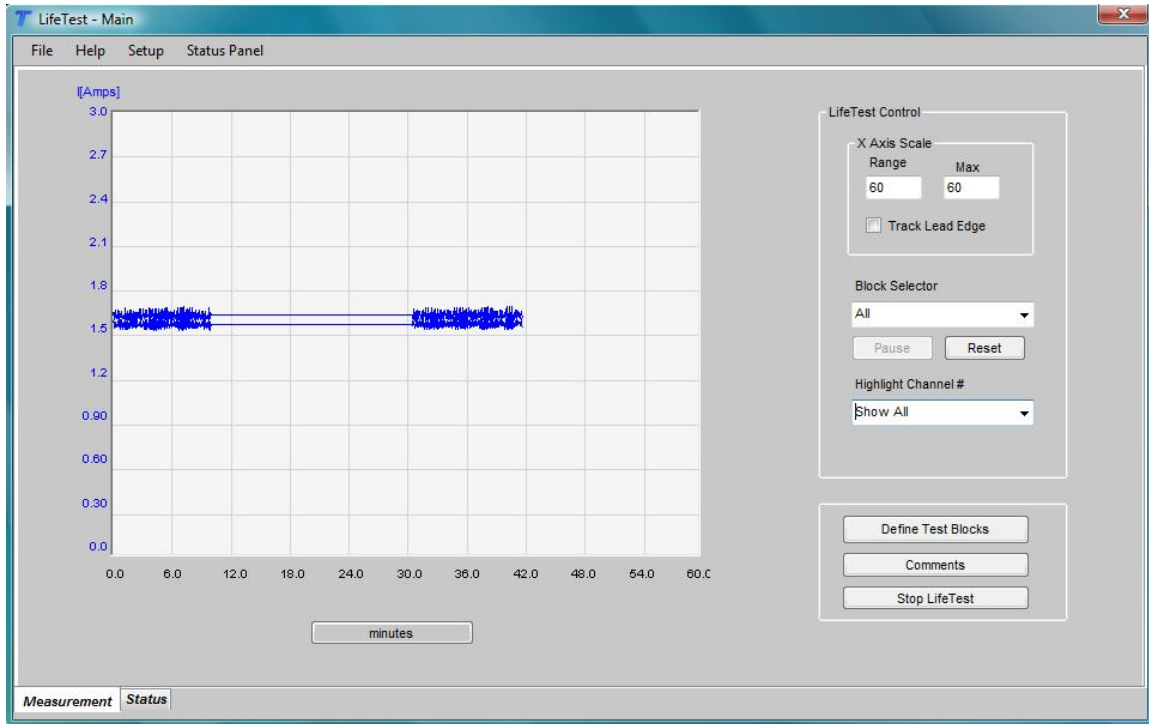 LifeTest - Main
File Help Setup Status Panel
I[Amps]
3.0
2.7
2.4
2.1
1.8
1.5
1.2
0.90
0.60
0.30
0.0
0.0 6.0 12.0 18.0 24.0 30.0 36.0 42.0 48.0 54.0 60.0
minutes
LifeTest Control
X Axis Scale
Range Max
60 60
Track Lead Edge
Block Selector
All
Pause Reset
Highlight Channel #
Show All
Define Test Blocks
Comments
Stop LifeTest
Measurement Status